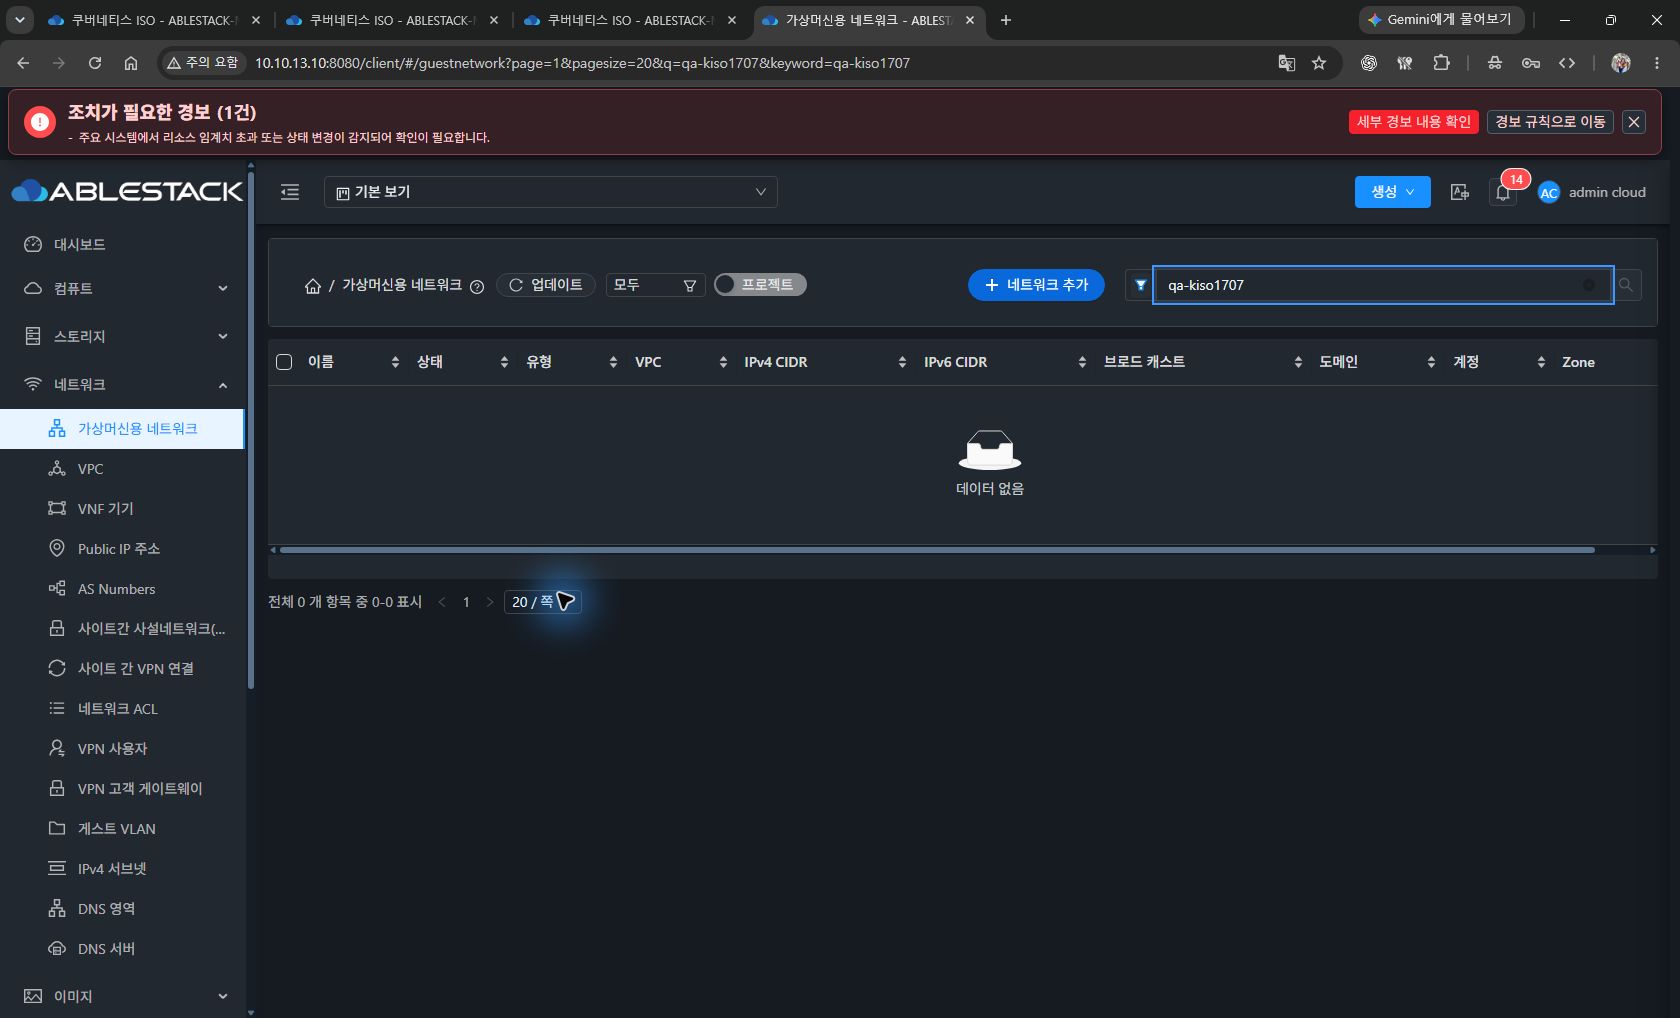 쿠버네티스 ISO - ABLESTACK-
쿠버네티스 ISO - ABLESTACK-
쿠버네티스 ISO - ABLESTACK-
가상머신용 네트워크 - ABLEST
Gemini에게 물어보기
주의 요함
10.10.13.10:8080/client/#/guestnetwork?page=1&pagesize=20&q=qa-kiso1707&keyword=qa-kiso1707
조치가 필요한 경보 (1건)
- 주요 시스템에서 리소스 임계치 초과 또는 상태 변경이 감지되어 확인이 필요합니다.
세부 경보 내용 확인
경보 규칙으로 이동
ABLESTACK
기본 보기
생성
14
AC
admin cloud
대시보드
컴퓨트
스토리지
네트워크
가상머신용 네트워크
VPC
VNF 기기
Public IP 주소
AS Numbers
사이트간 사설네트워크(...
사이트 간 VPN 연결
네트워크 ACL
VPN 사용자
VPN 고객 게이트웨이
게스트 VLAN
IPv4 서브넷
DNS 영역
DNS 서버
이미지
/ 가상머신용 네트워크
업데이트
모두
프로젝트
네트워크 추가
qa-kiso1707
이름 상태 유형 VPC IPv4 CIDR IPv6 CIDR 브로드 캐스트 도메인 계정 Zone
데이터 없음
전체 0 개 항목 중 0-0 표시 < 1 > 20 / 쪽